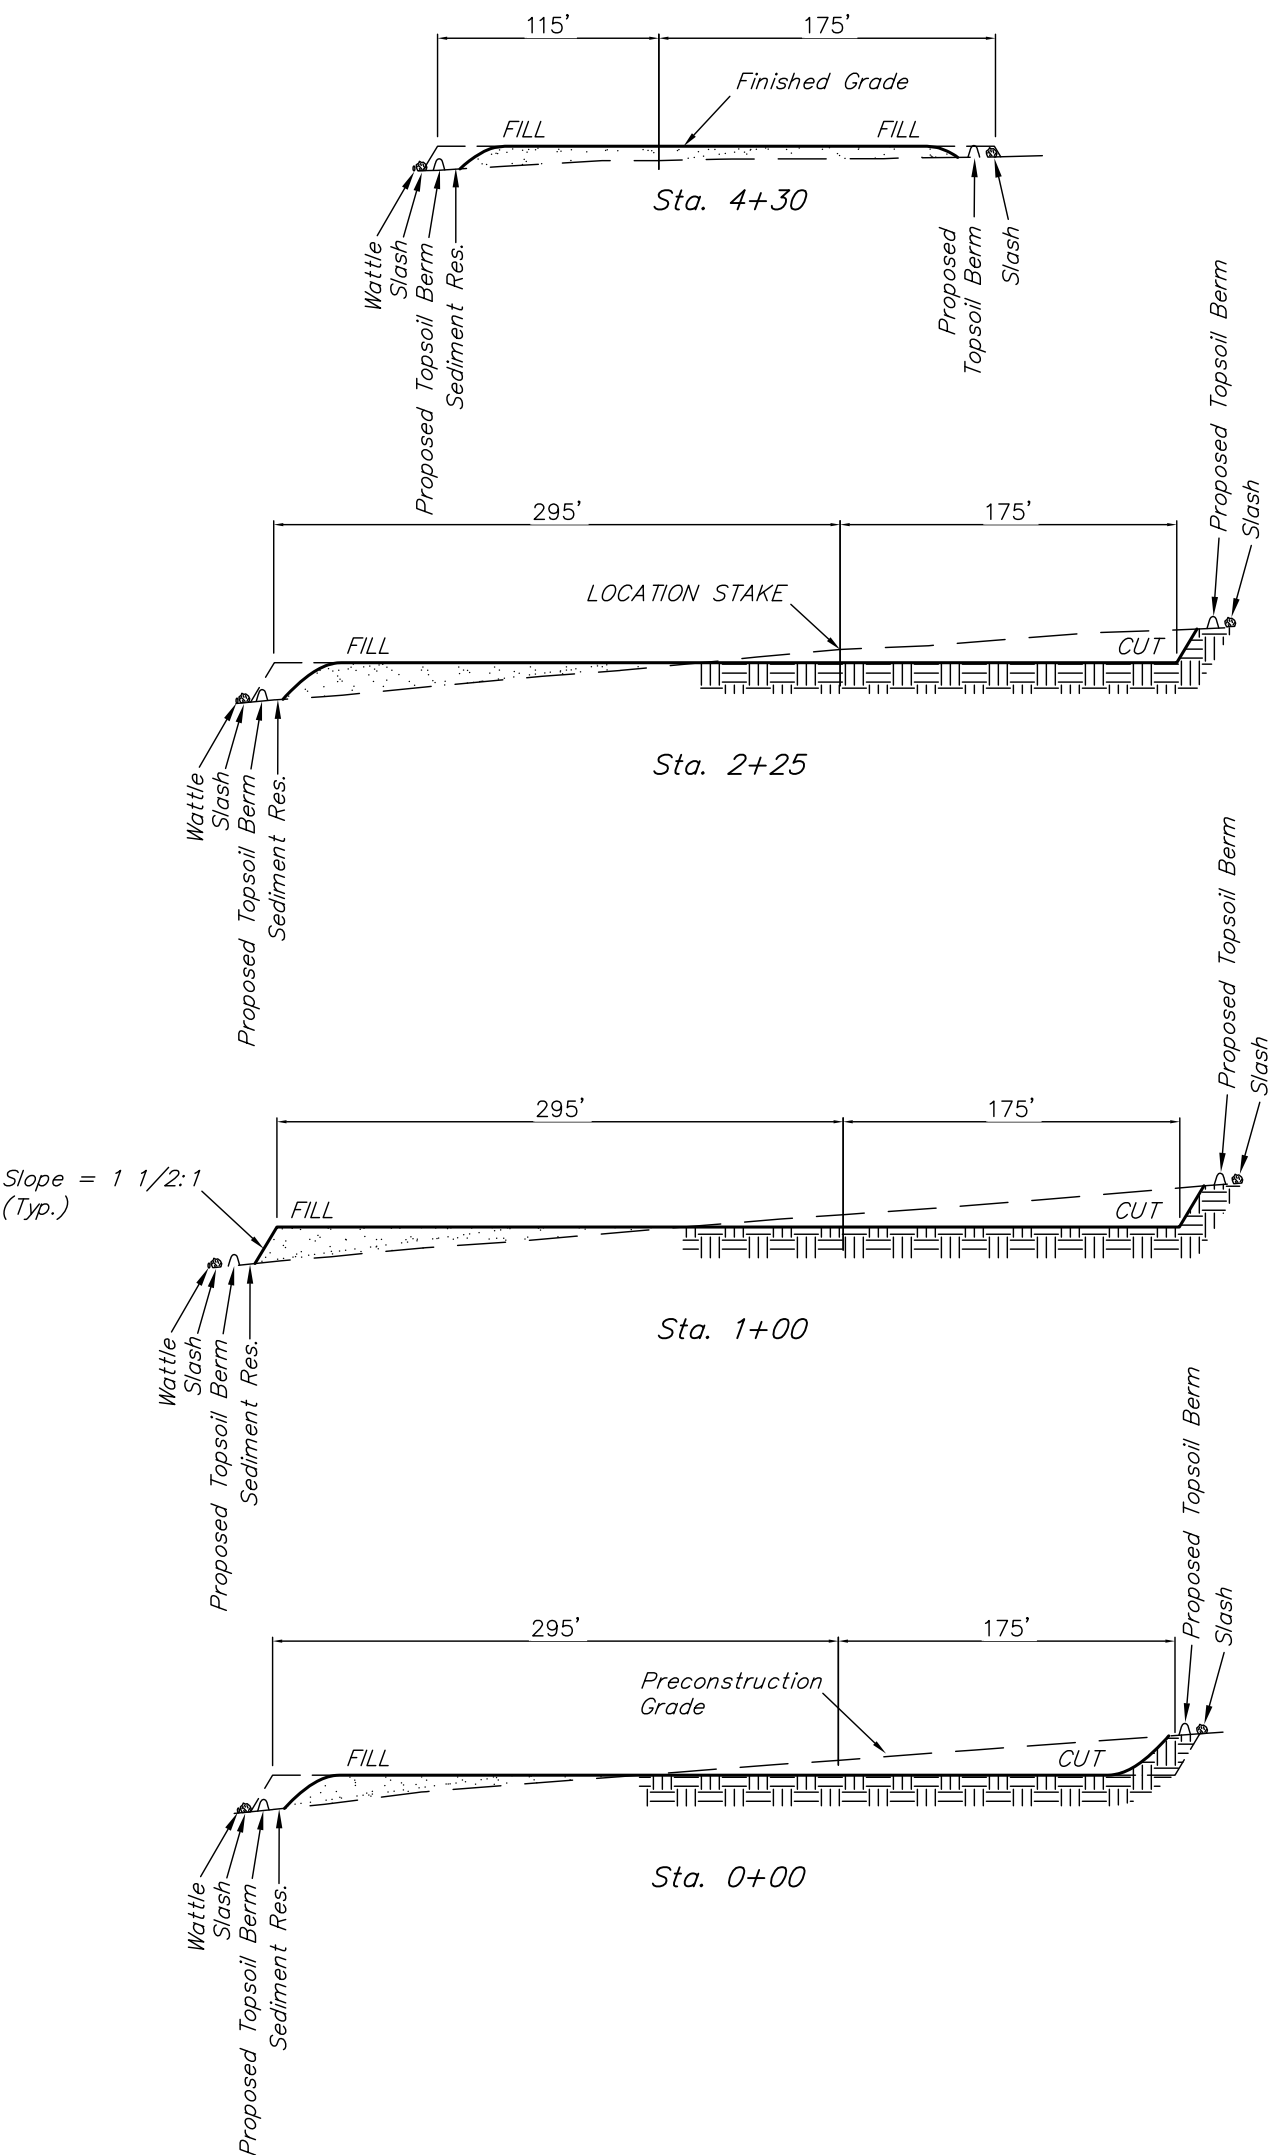 115' 175'
Finished Grade
FILL FILL
Sta. 4+30
Wattle
Slash
Proposed Topsoil Berm
Sediment Res.
Proposed
Topsoil Berm
Slash
Proposed Topsoil Berm
Slash
295' 175'
LOCATION STAKE
FILL CUT
Sta. 2+25
Wattle
Slash
Proposed Topsoil Berm
Sediment Res.
Proposed Topsoil Berm
Slash
295' 175'
Slope = 1 1/2:1
(Typ.)
FILL CUT
Sta. 1+00
Wattle
Slash
Proposed Topsoil Berm
Sediment Res.
Proposed Topsoil Berm
Slash
295' 175'
Preconstruction
Grade
FILL CUT
Sta. 0+00
Wattle
Slash
Proposed Topsoil Berm
Sediment Res.